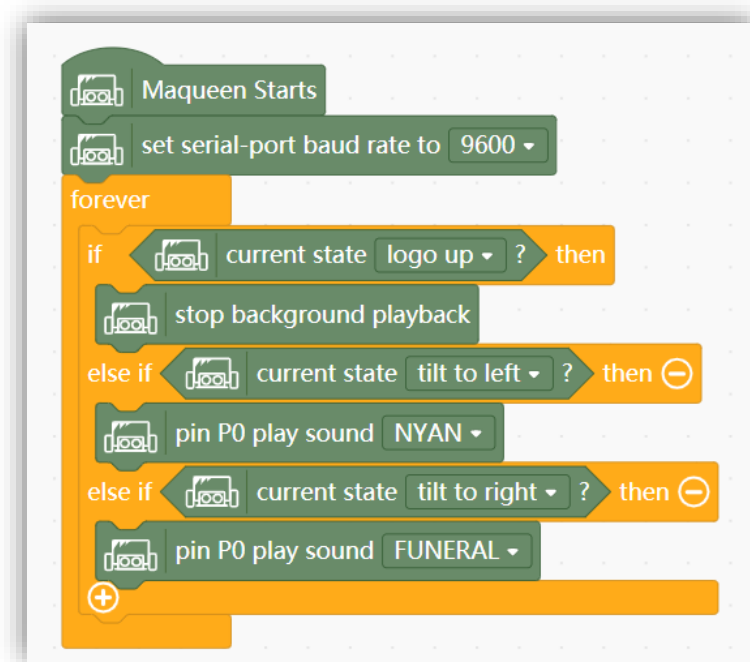 Maqueen Starts
set serial-port baud rate to 9600
forever
if current state logo up ? then
stop background playback
else if current state tilt to left ? then
pin P0 play sound NYAN
else if current state tilt to right ? then
pin P0 play sound FUNERAL